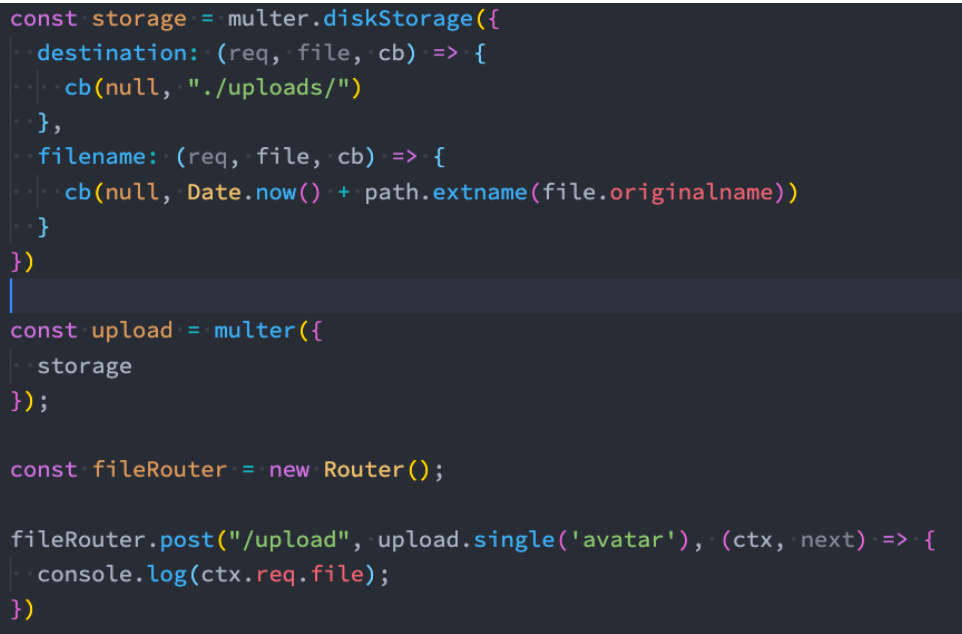 const storage = multer.diskStorage({
  destination: (req, file, cb) => {
    cb(null, "./uploads/")
  },
  filename: (req, file, cb) => {
    cb(null, Date.now() + path.extname(file.originalname))
  }
})
const upload = multer({
  storage
});
const fileRouter = new Router();
fileRouter.post("/upload", upload.single('avatar'), (ctx, next) => {
  console.log(ctx.req.file);
})